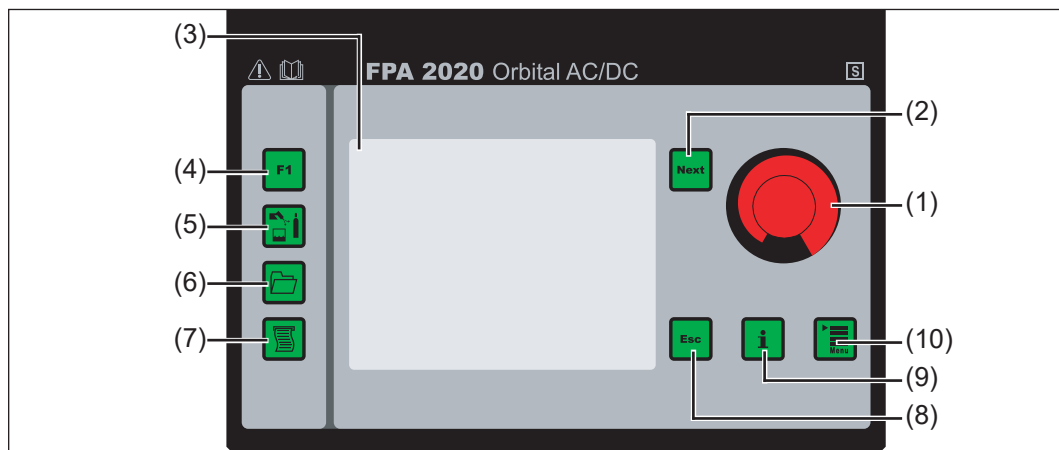 (3)
FPA 2020 Orbital AC/DC
S
(2)
(4)
F1
Next
(1)
(5)
(6)
(7)
Esc
i
Menu
(10)
(9)
(8)